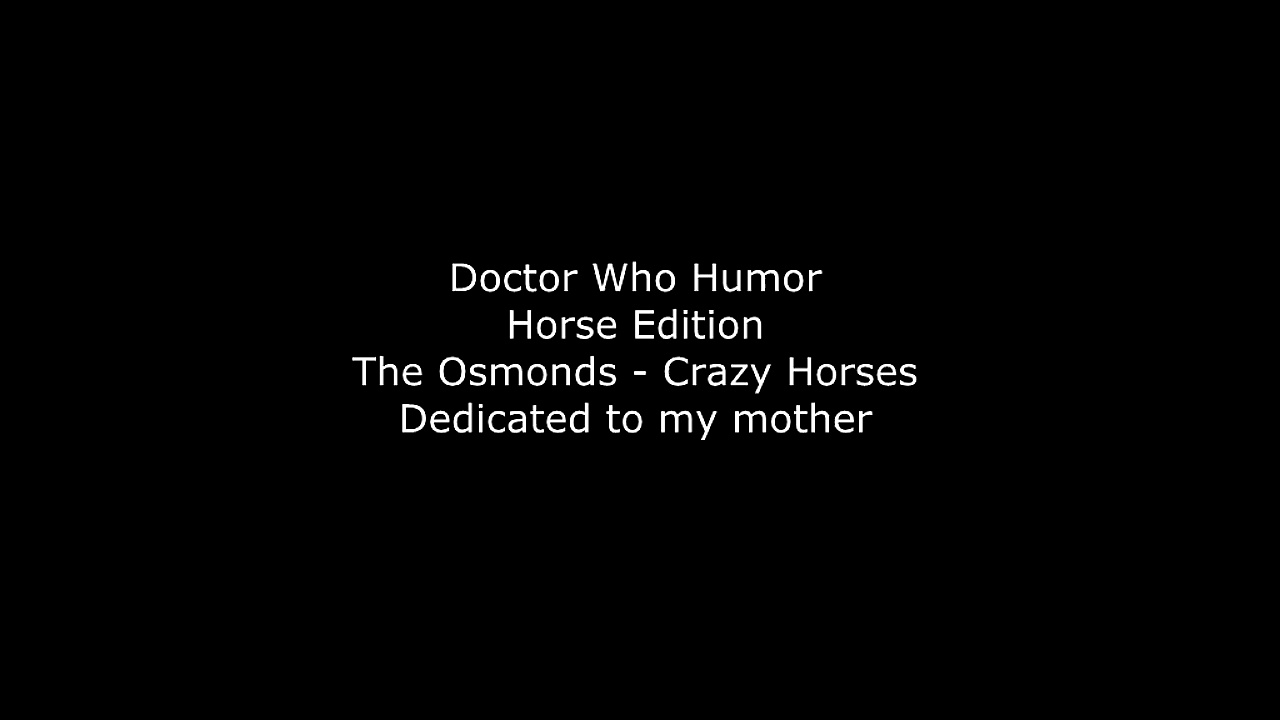 Doctor Who Humor
Horse Edition
The Osmonds - Crazy Horses
Dedicated to my mother